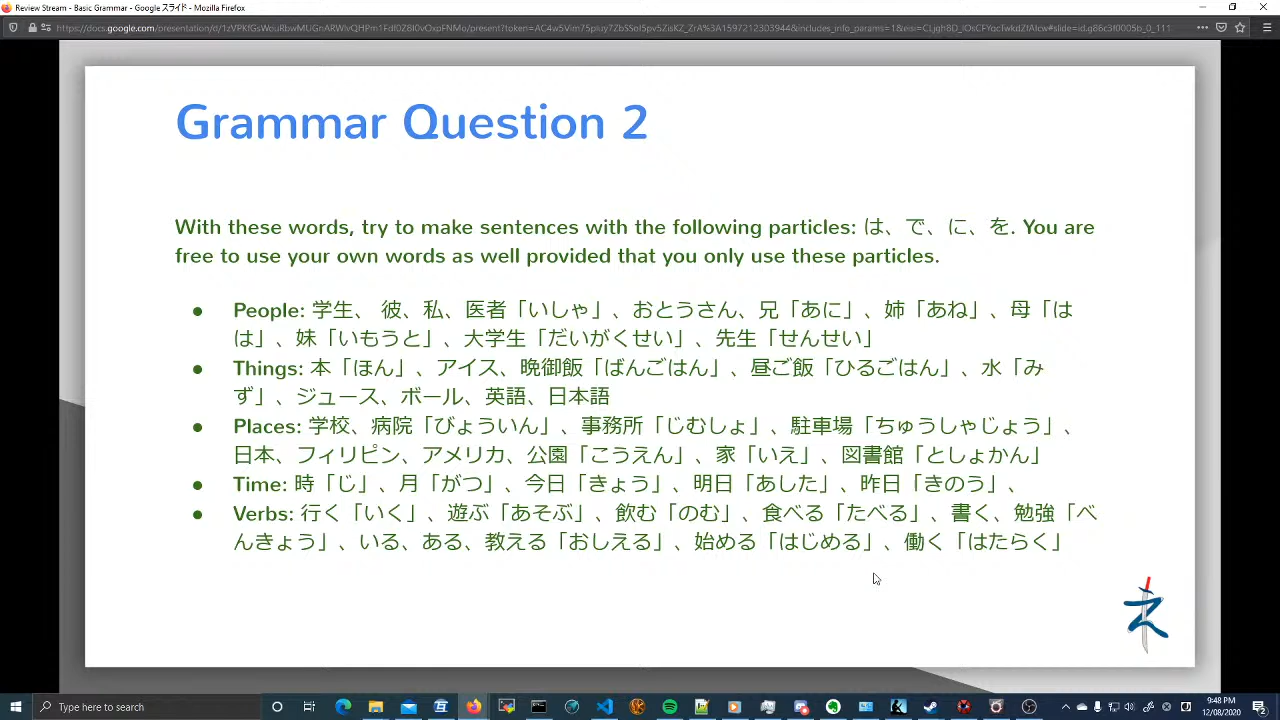 Review Stream - Basic Grammar - Google スライド - Mozilla Firefox
Grammar Question 2
With these words, try to make sentences with the following particles: は、で、に、を. You are
free to use your own words as well provided that you only use these particles.
● People: 学生、 彼、私、医者「いしゃ」、おとうさん、兄「あに」、姉「あね」、母「は
は」、妹「いもうと」、大学生「だいがくせい」、先生「せんせい」
● Things: 本「ほん」、アイス、晩御飯「ばんごはん」、昼ご飯「ひるごはん」、水「み
ず」、ジュース、ボール、英語、日本語
● Places: 学校、病院「びょういん」、事務所「じむしょ」、駐車場「ちゅうしゃじょう」、
日本、フィリピン、アメリカ、公園「こうえん」、家「いえ」、図書館「としょかん」
● Time: 時「じ」、月「がつ」、今日「きょう」、明日「あした」、昨日「きのう」、
● Verbs: 行く「いく」、遊ぶ「あそぶ」、飲む「のむ」、食べる「たべる」、書く、勉強「べ
んきょう」、いる、ある、教える「おしえる」、始める「はじめる」、働く「はたらく」
Type here to search
9:48 PM
12/08/2020